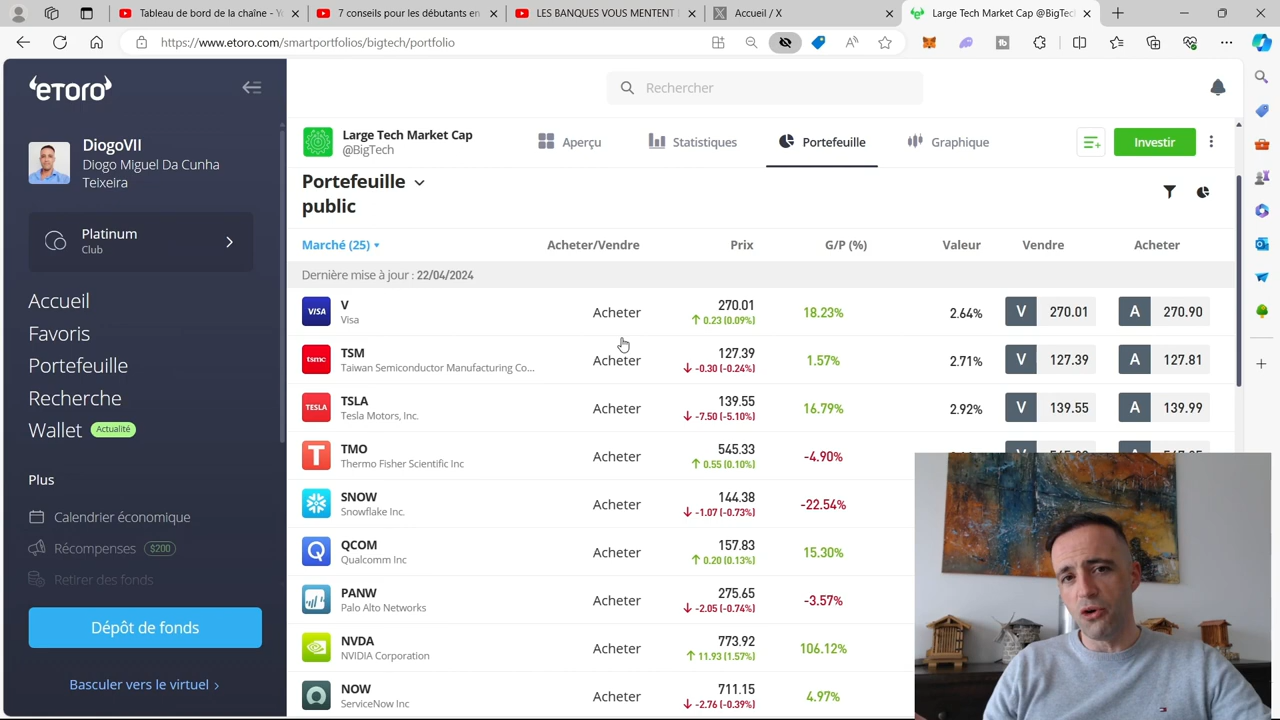 Tableau de bord de la chaîne - Yo
7 conseils pour les débutants en
LES BANQUES VOUS MENTENT
Accueil / X
Large Tech Market Cap @BigTech
https://www.etoro.com/smartportfolios/bigtech/portfolio
eToro
Rechercher
DiogoVII
Diogo Miguel Da Cunha
Teixeira
Platinum
Club
Accueil
Favoris
Portefeuille
Recherche
Wallet Actualité
Plus
Calendrier économique
Récompenses $200
Retirer des fonds
Dépôt de fonds
Basculer vers le virtuel >
Large Tech Market Cap
@BigTech
Aperçu
Statistiques
Portefeuille
Graphique
Investir
Portefeuille
public
Marché (25) Acheter/Vendre Prix G/P (%) Valeur Vendre Acheter
Dernière mise à jour : 22/04/2024
VISA V Visa Acheter 270.01 0.23 (0.09%) 18.23% 2.64% V 270.01 A 270.90
tsmc TSM Taiwan Semiconductor Manufacturing Co... Acheter 127.39 -0.30 (-0.24%) 1.57% 2.71% V 127.39 A 127.81
TESLA TSLA Tesla Motors, Inc. Acheter 139.55 -7.50 (-5.10%) 16.79% 2.92% V 139.55 A 139.99
T TMO Thermo Fisher Scientific Inc Acheter 545.33 0.55 (0.10%) -4.90%
SNOW Snowflake Inc. Acheter 144.38 -1.07 (-0.73%) -22.54%
QCOM Qualcomm Inc Acheter 157.83 0.20 (0.13%) 15.30%
PANW Palo Alto Networks Acheter 275.65 -2.05 (-0.74%) -3.57%
NVDA NVIDIA Corporation Acheter 773.92 11.93 (1.57%) 106.12%
NOW ServiceNow Inc Acheter 711.15 -2.76 (-0.39%) 4.97%